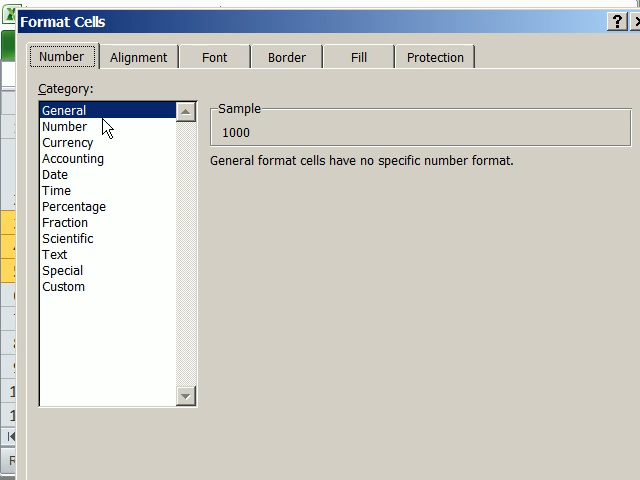 Format Cells
Number Alignment Font Border Fill Protection
Category:
General
Number
Currency
Accounting
Date
Time
Percentage
Fraction
Scientific
Text
Special
Custom
Sample
1000
General format cells have no specific number format.